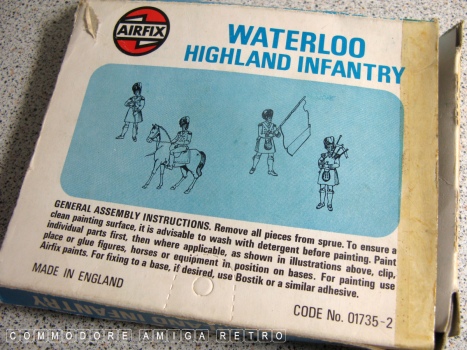 AIRFIX
WATERLOO
HIGHLAND INFANTRY
GENERAL ASSEMBLY INSTRUCTIONS. Remove all pieces from sprue. To ensure a
clean painting surface, it is advisable to wash with detergent before painting. Paint
individual parts first, then where applicable, as shown in illustrations above, clip,
place or glue figures, horses or equipment in position on bases. For painting use
Airfix paints. For fixing to a base, if desired, use Bostik or a similar adhesive.
MADE IN ENGLAND
CODE No. 01735-2
INFANTRY
COMMODORE AMIGA RETRO